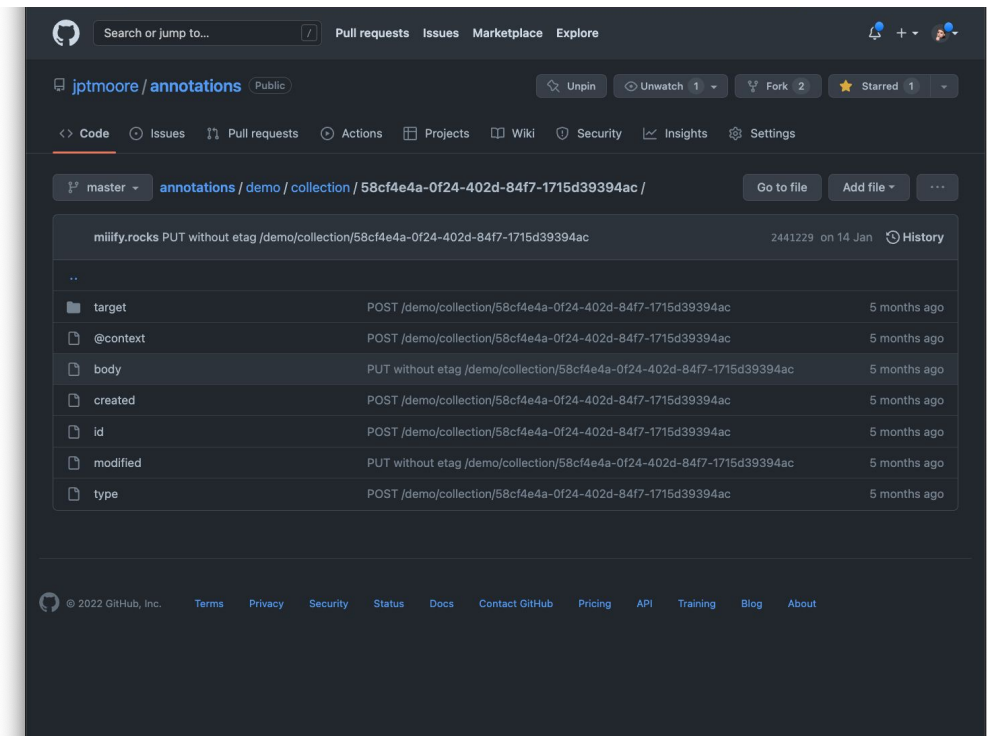 Search or jump to... / Pull requests Issues Marketplace Explore
jptmoore / annotations Public Unpin Unwatch 1 Fork 2 Starred 1
<> Code Issues Pull requests Actions Projects Wiki Security Insights Settings
master annotations / demo / collection / 58cf4e4a-0f24-402d-84f7-1715d39394ac / Go to file Add file ...
miiify.rocks PUT without etag /demo/collection/58cf4e4a-0f24-402d-84f7-1715d39394ac 2441229 on 14 Jan History
..
target POST /demo/collection/58cf4e4a-0f24-402d-84f7-1715d39394ac 5 months ago
@context POST /demo/collection/58cf4e4a-0f24-402d-84f7-1715d39394ac 5 months ago
body PUT without etag /demo/collection/58cf4e4a-0f24-402d-84f7-1715d39394ac 5 months ago
created POST /demo/collection/58cf4e4a-0f24-402d-84f7-1715d39394ac 5 months ago
id POST /demo/collection/58cf4e4a-0f24-402d-84f7-1715d39394ac 5 months ago
modified PUT without etag /demo/collection/58cf4e4a-0f24-402d-84f7-1715d39394ac 5 months ago
type POST /demo/collection/58cf4e4a-0f24-402d-84f7-1715d39394ac 5 months ago
© 2022 GitHub, Inc. Terms Privacy Security Status Docs Contact GitHub Pricing API Training Blog About